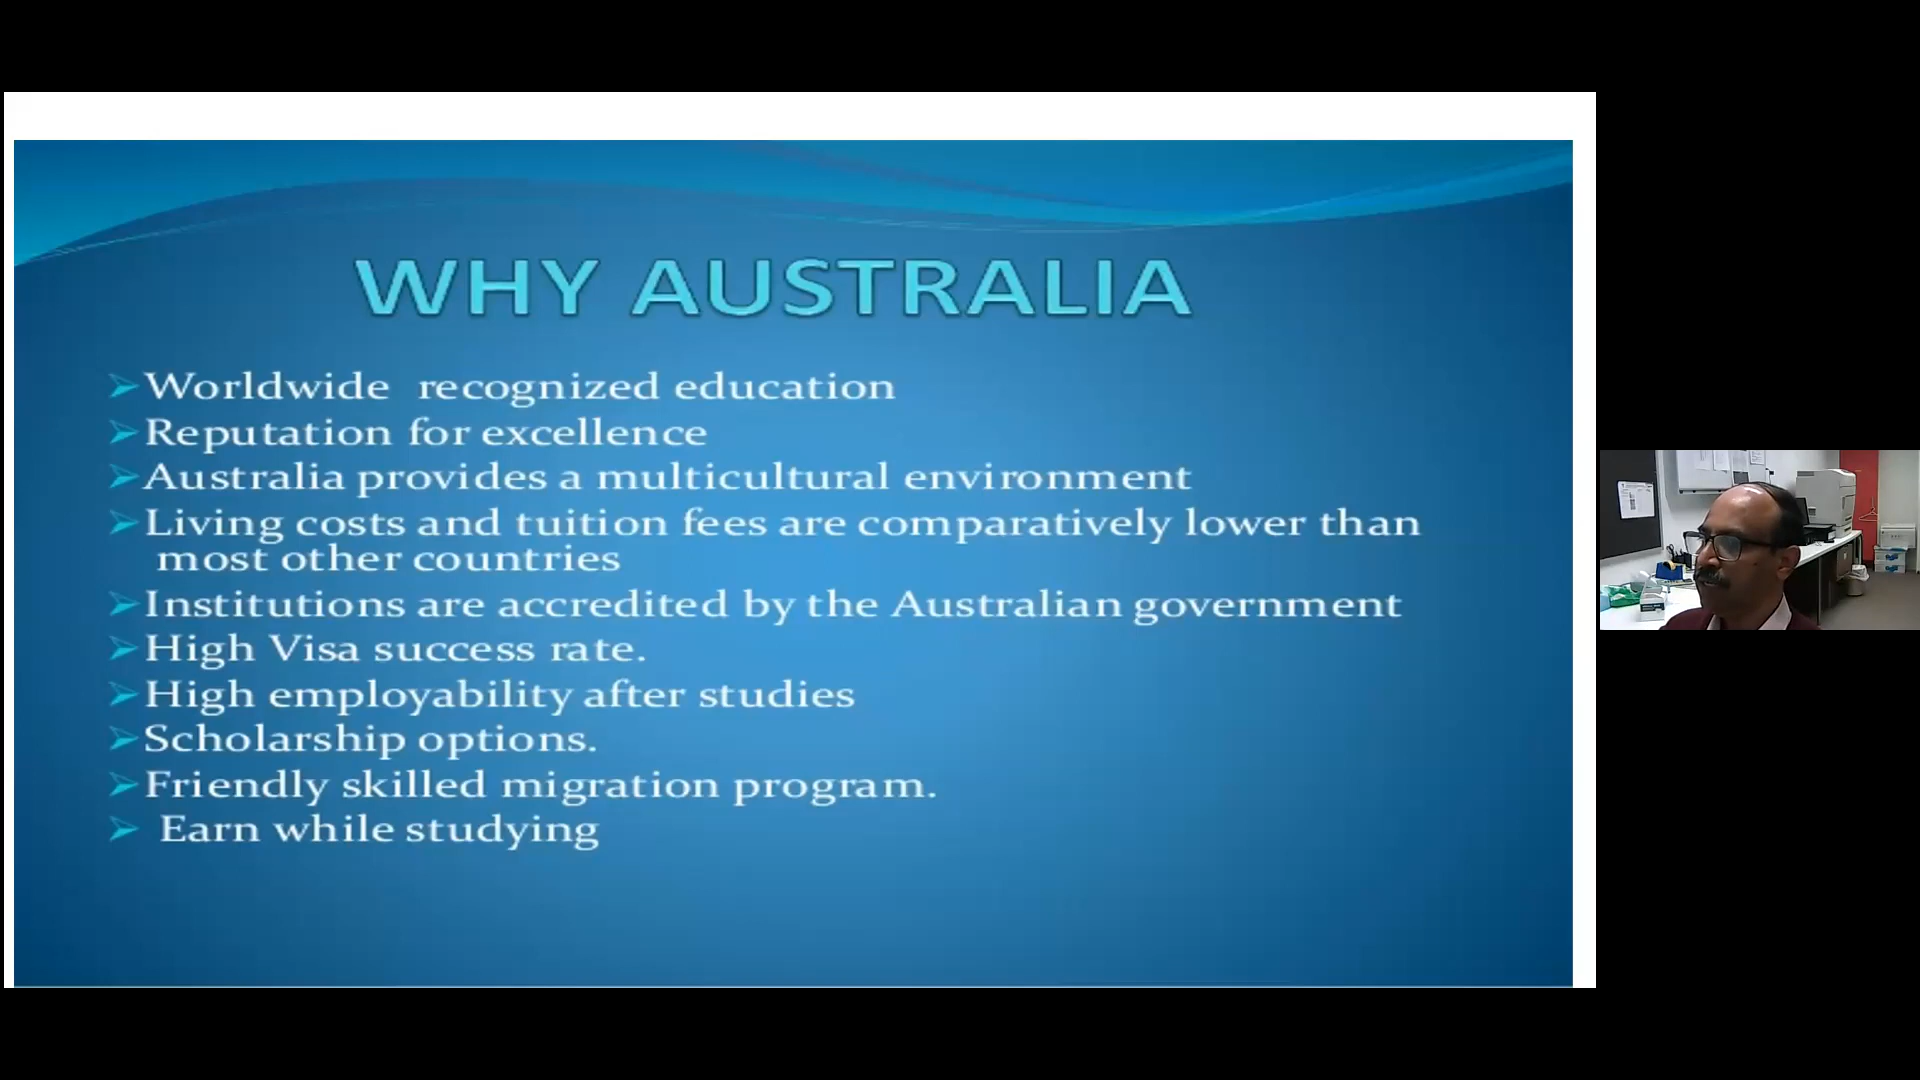 WHY AUSTRALIA
Worldwide recognized education
Reputation for excellence
Australia provides a multicultural environment
Living costs and tuition fees are comparatively lower than
most other countries
Institutions are accredited by the Australian government
High Visa success rate.
High employability after studies
Scholarship options.
Friendly skilled migration program.
Earn while studying